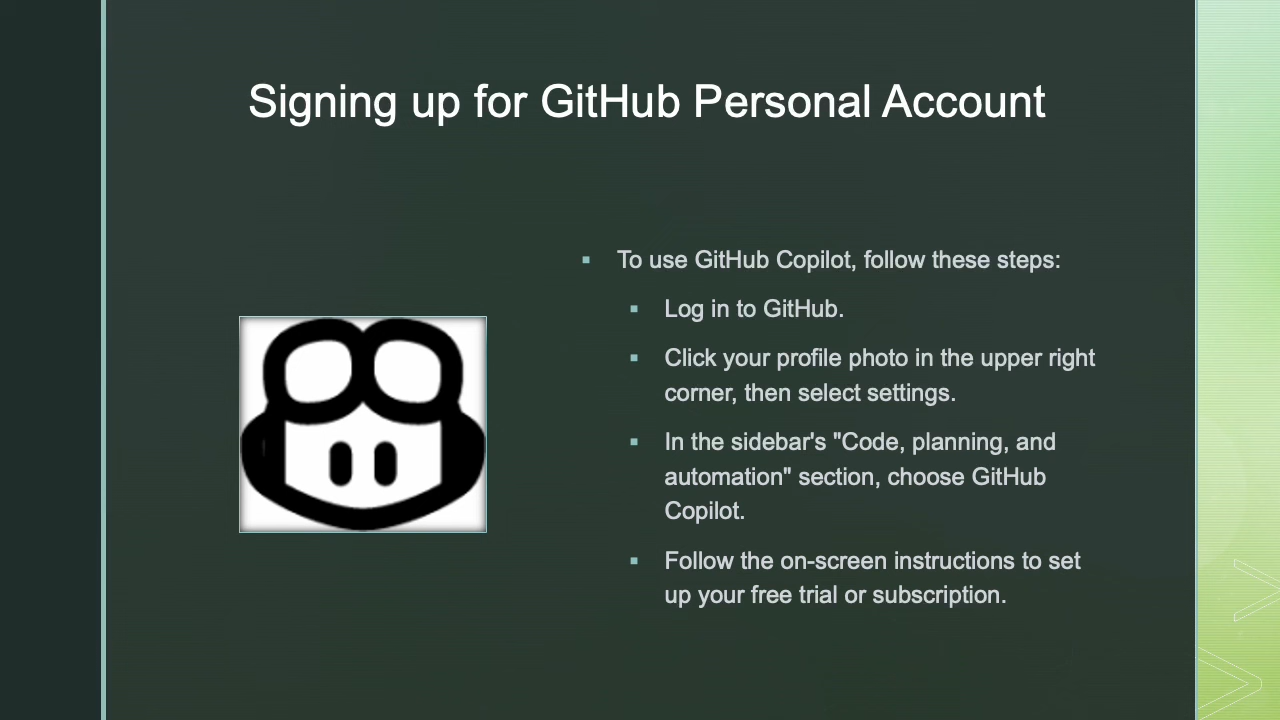 Signing up for GitHub Personal Account
To use GitHub Copilot, follow these steps:
Log in to GitHub.
Click your profile photo in the upper right
corner, then select settings.
In the sidebar's "Code, planning, and
automation" section, choose GitHub
Copilot.
Follow the on-screen instructions to set
up your free trial or subscription.